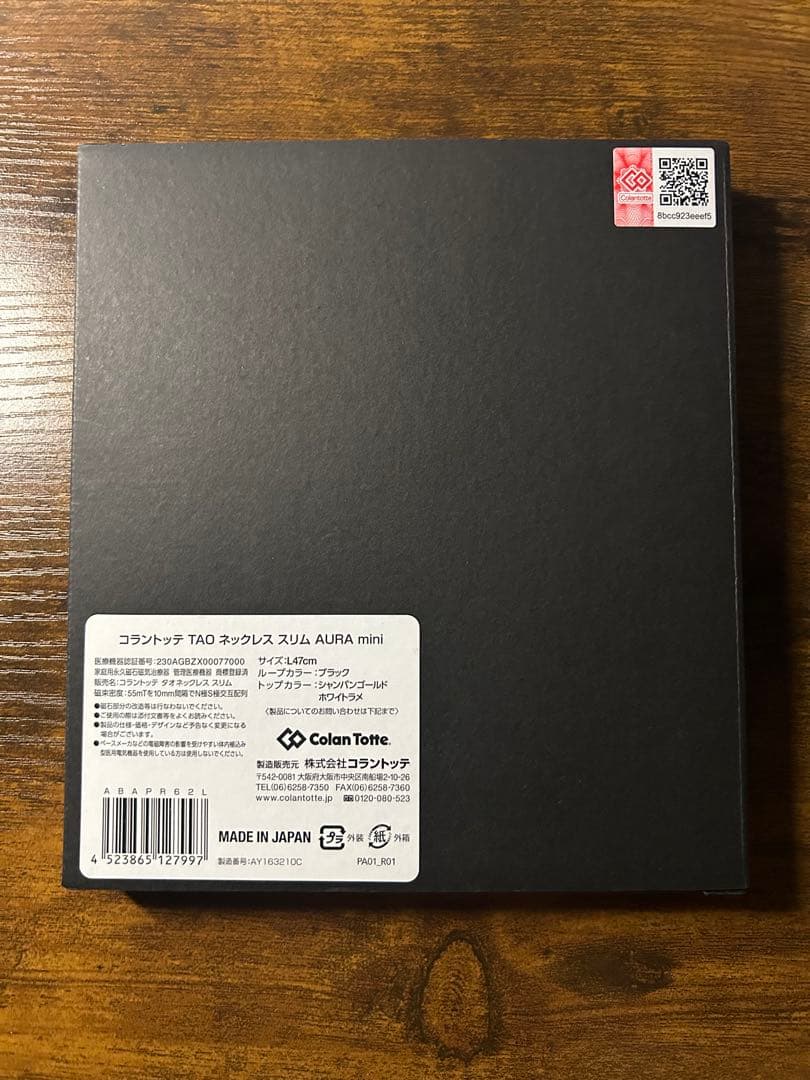 Colantotte
8bcc923eeef5
コラントッテ TAO ネックレス スリム AURA mini
医療機器認証番号:230AGBZX00077000
家庭用永久磁石磁気治療器 管理医療機器 商標登録済
販売名:コラントッテ タオネックレス スリム
磁束密度:55mTを10mm間隔でN極S極交互配列
●磁石部分の改造等は行なわないでください。
●ご使用の際は添付文書等をよくお読みください。
●製品の仕様・価格・デザインなど予告なく変更になる
場合がございます。
●ペースメーカなどの電磁障害の影響を受けやすい体内植込み
型医用電気機器を使用している方は使用しないでください。
サイズ:L47cm
ループカラー:ブラック
トップカラー:シャンパンゴールド
ホワイトラメ
〈製品についてのお問い合わせは下記まで〉
Colan Totte®
製造販売元 株式会社コラントッテ
〒542-0081 大阪府大阪市中央区南船場2-10-26
TEL(06)6258-7350 FAX(06)6258-7360
www.colantotte.jp 0120-080-523
ABAPR62L
4 523865 127997
MADE IN JAPAN プラ 外装 紙 外箱
製造番号:AY163210C PA01_R01